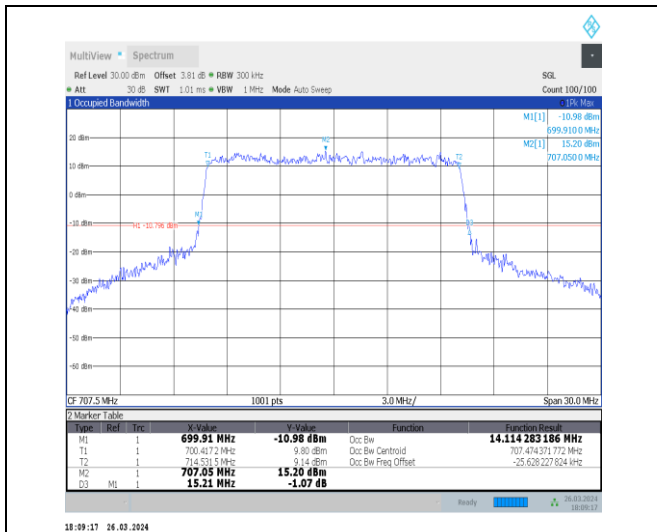 MultiView Spectrum
Ref Level 30.00 dBm Offset 3.81 dB RBW 300 kHz SGL
Att 30 dB SWT 1.01 ms VBW 1 MHz Mode Auto Sweep Count 100/100
1 Occupied Bandwidth 1Pk Max
M1[1] -10.98 dBm
699.9100 MHz
M2[1] 15.20 dBm
707.0500 MHz
20 dBm
M2
T1 T2
10 dBm
0 dBm
M1
-10 dBm
H1 -10.796 dBm
-20 dBm
-30 dBm
-40 dBm
-50 dBm
-60 dBm
CF 707.5 MHz 1001 pts 3.0 MHz/ Span 30.0 MHz
2 Marker Table
Type Ref Trc X-Value Y-Value Function Function Result
M1 1 699.91 MHz -10.98 dBm Occ Bw 14.114 283 186 MHz
T1 1 700.4172 MHz 9.80 dBm Occ Bw Centroid 707.474 371 772 MHz
T2 1 714.5315 MHz 9.14 dBm Occ Bw Freq Offset -25.628 227 824 kHz
M2 1 707.05 MHz 15.20 dBm
D3 M1 1 15.21 MHz -1.07 dB
Ready 26.03.2024
18:09:17
18:09:17 26.03.2024